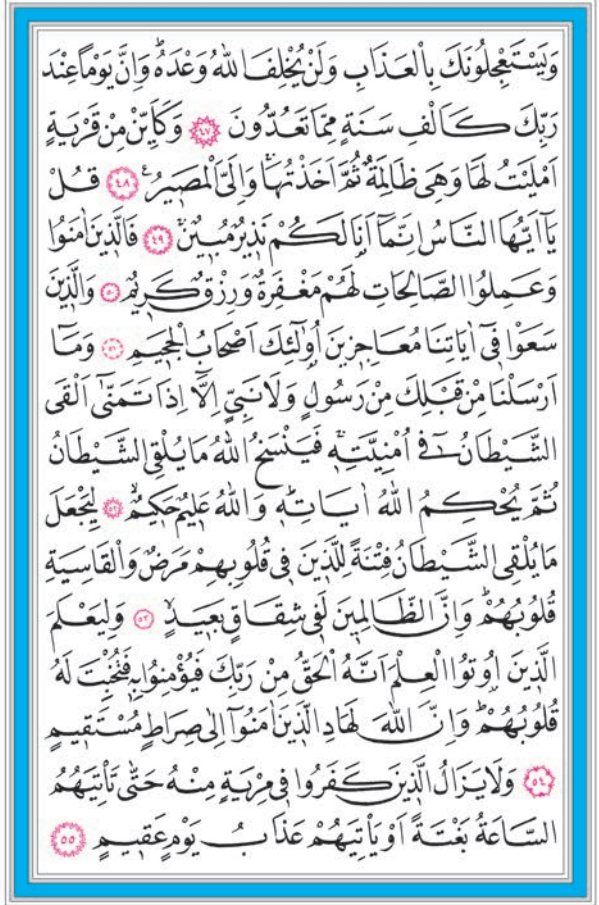 وَيَسْتَعْجِلُونَكَ بِالْعَذَابِ وَلَنْ يُخْلِفَ اللّٰهُ وَعْدَهُۜ وَاِنَّ يَوْماً عِنْدَ
رَبِّكَ كَاَلْفِ سَنَةٍ مِمَّا تَعُدُّونَ ﴿٤٧﴾ وَكَاَيِّنْ مِنْ قَرْيَةٍ
اَمْلَيْتُ لَهَا وَهِيَ ظَالِمَةٌ ثُمَّ اَخَذْتُهَاۚ وَاِلَيَّ الْمَصٖيرُ۟ ﴿٤٨﴾ قُلْ
يَٓا اَيُّهَا النَّاسُ اِنَّمَٓا اَنَا۬ لَكُمْ نَذٖيرٌ مُبٖينٌۚ ﴿٤٩﴾ فَالَّذٖينَ اٰمَنُوا
وَعَمِلُوا الصَّالِحَاتِ لَهُمْ مَغْفِرَةٌ وَرِزْقٌ كَرٖيمٌ ﴿٥٠﴾ وَالَّذٖينَ
سَعَوْا فٖٓي اٰيَاتِنَا مُعَاجِزٖينَ اُو۬لٰٓئِكَ اَصْحَابُ الْجَحٖيمِ ﴿٥١﴾ وَمَٓا
اَرْسَلْنَا مِنْ قَبْلِكَ مِنْ رَسُولٍ وَلَا نَبِيٍّ اِلَّٓا اِذَا تَمَنّٰٓى اَلْقَى
الشَّيْطَانُ فٖٓي اُمْنِيَّتِهٖۚ فَيَنْسَخُ اللّٰهُ مَا يُلْقِي الشَّيْطَانُ
ثُمَّ يُحْكِمُ اللّٰهُ اٰيَاتِهٖۜ وَاللّٰهُ عَلٖيمٌ حَكٖيمٌۙ ﴿٥٢﴾ لِيَجْعَلَ
مَا يُلْقِي الشَّيْطَانُ فِتْنَةً لِلَّذٖينَ فٖي قُلُوبِهِمْ مَرَضٌ وَالْقَاسِيَةِ
قُلُوبُهُمْۜ وَاِنَّ الظَّالِمٖينَ لَفٖي شِقَاقٍ بَعٖيدٍۙ ﴿٥٣﴾ وَلِيَعْلَمَ
الَّذٖينَ اُو۫تُوا الْعِلْمَ اَنَّهُ الْحَقُّ مِنْ رَبِّكَ فَيُؤْمِنُوا بِهٖ فَتُخْبِتَ لَهُ
قُلُوبُهُمْۜ وَاِنَّ اللّٰهَ لَهَادِ الَّذٖينَ اٰمَنُٓوا اِلٰى صِرَاطٍ مُسْتَقٖيمٍ
﴿٥٤﴾ وَلَا يَزَالُ الَّذٖينَ كَفَرُوا فٖي مِرْيَةٍ مِنْهُ حَتّٰى تَأْتِيَهُمُ
السَّاعَةُ بَغْتَةً اَوْ يَأْتِيَهُمْ عَذَابُ يَوْمٍ عَقٖيمٍ ﴿٥٥﴾